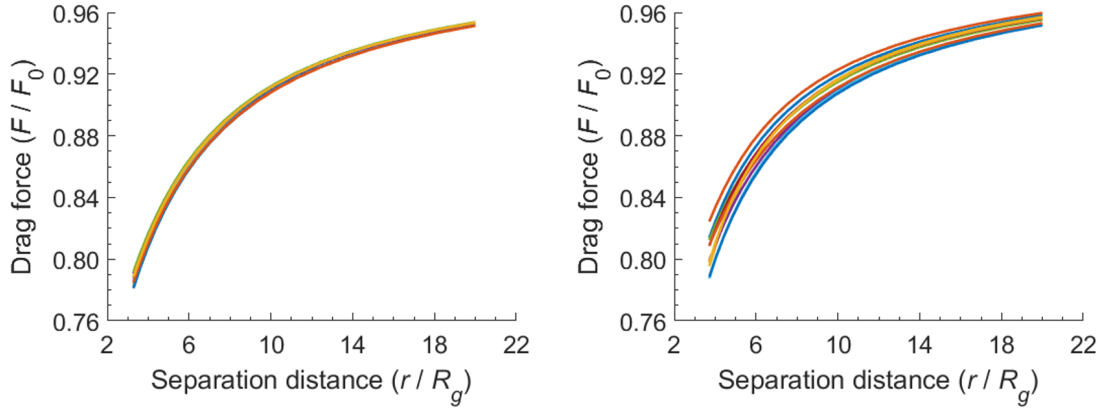 0.96
0.92
0.88
0.84
0.80
0.76
Drag force (F / F0)
2 6 10 14 18 22
Separation distance (r / Rg)
0.96
0.92
0.88
0.84
0.80
0.76
Drag force (F / F0)
2 6 10 14 18 22
Separation distance (r / Rg)